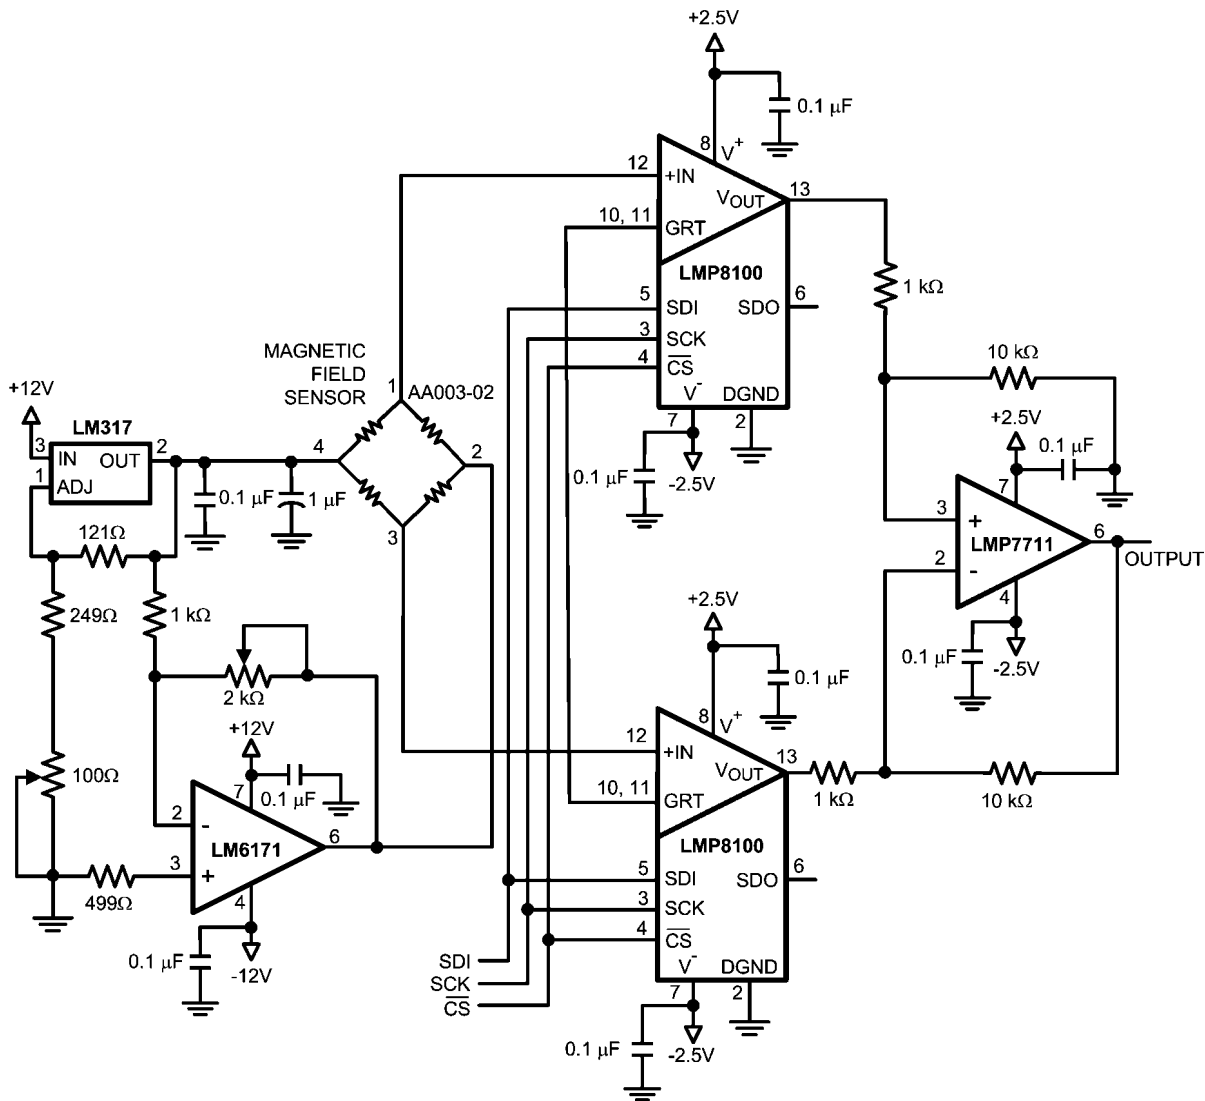 +2.5V
0.1 µF
8
V+
12
+IN
VOUT
13
10, 11
GRT
LMP8100
1 kΩ
5
SDI
SDO
6
3
SCK
4
CS
V-
DGND
7
2
0.1 µF
-2.5V
MAGNETIC
FIELD
SENSOR
1
AA003-02
4
2
3
+12V
LM317
3
IN
OUT
2
1
ADJ
0.1 µF
1 µF
121Ω
249Ω
1 kΩ
2 kΩ
100Ω
+12V
7
0.1 µF
2
-
LM6171
6
3
+
499Ω
4
0.1 µF
-12V
10 kΩ
+2.5V
0.1 µF
7
3
+
LMP7711
6
OUTPUT
2
-
4
0.1 µF
-2.5V
+2.5V
0.1 µF
8
V+
12
+IN
VOUT
13
1 kΩ
10 kΩ
10, 11
GRT
LMP8100
5
SDI
SDO
6
3
SCK
4
CS
V-
DGND
7
2
SDI
SCK
CS
0.1 µF
-2.5V